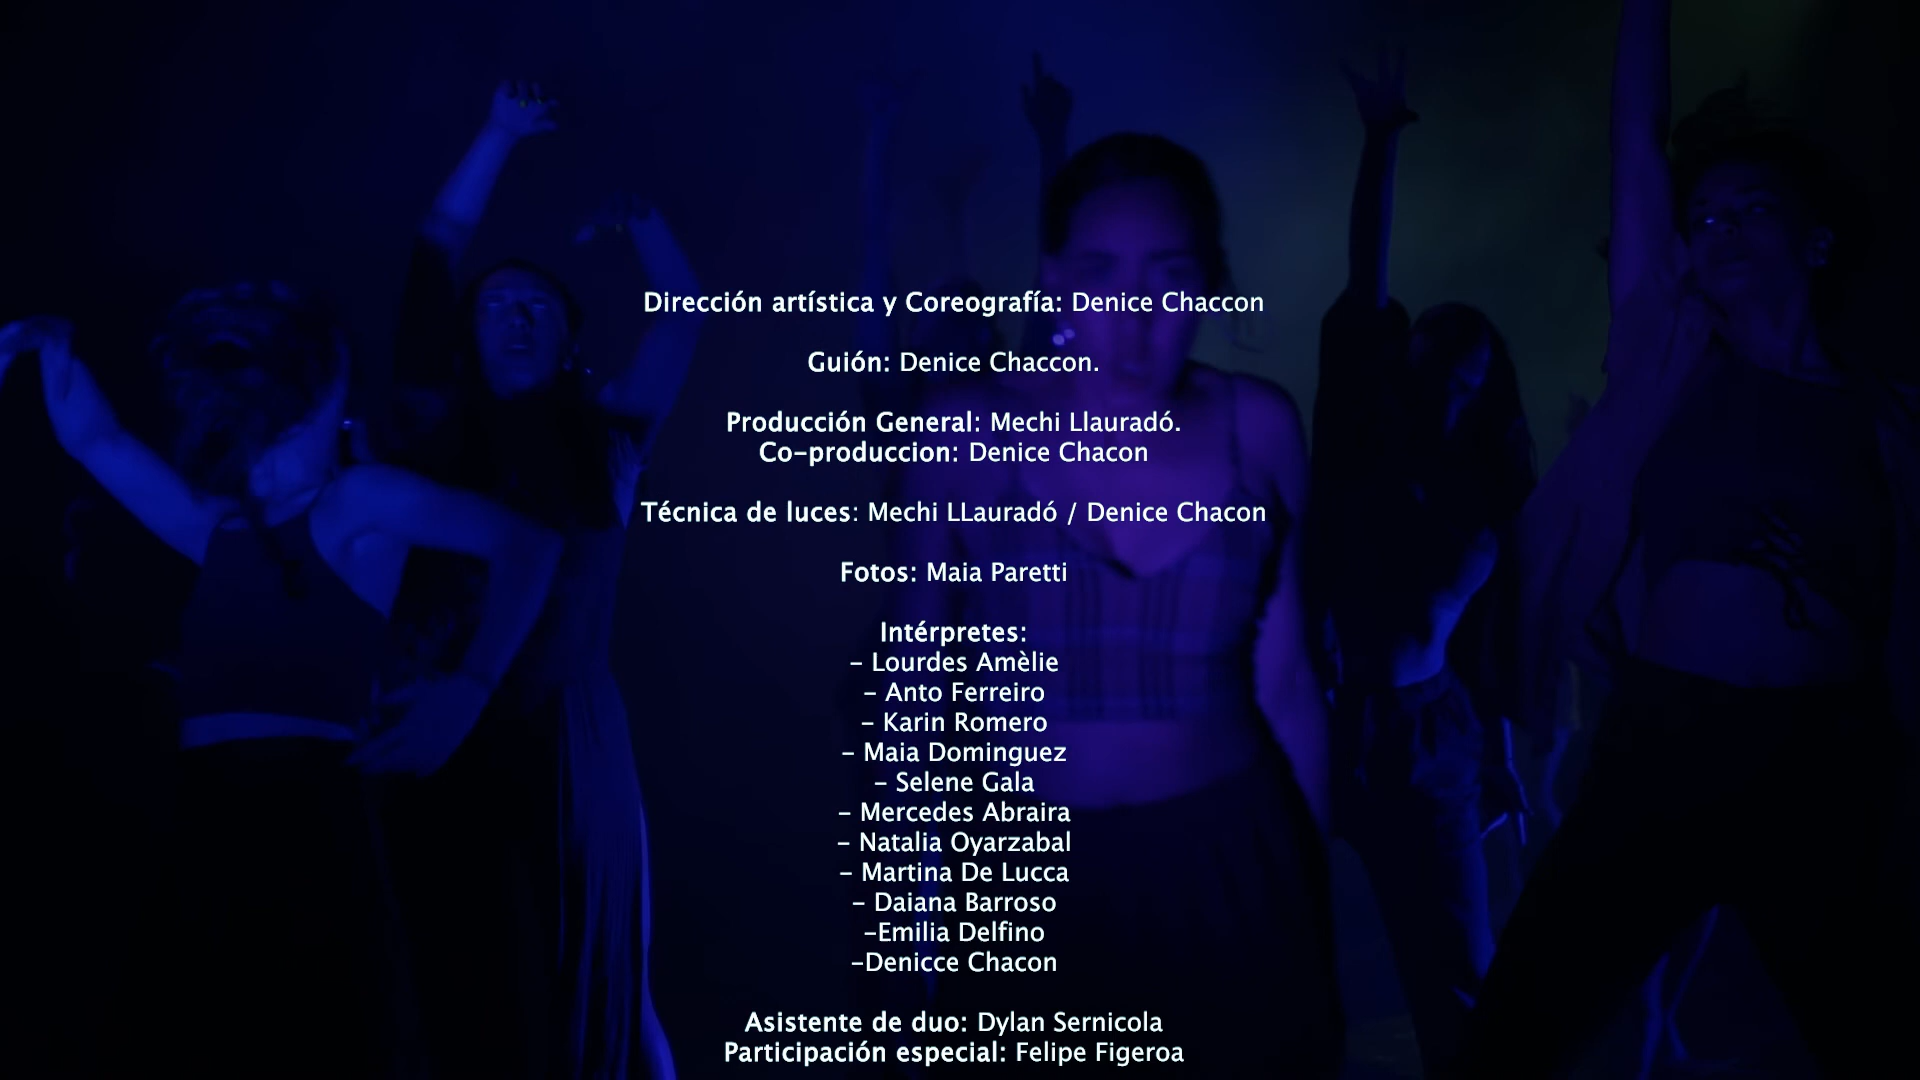 Dirección artística y Coreografía: Denice Chaccon
Guión: Denice Chaccon.
Producción General: Mechi Llauradó.
Co-produccion: Denice Chacon
Técnica de luces: Mechi LLauradó / Denice Chacon
Fotos: Maia Paretti
Intérpretes:
- Lourdes Amèlie
- Anto Ferreiro
- Karin Romero
- Maia Dominguez
- Selene Gala
- Mercedes Abraira
- Natalia Oyarzabal
- Martina De Lucca
- Daiana Barroso
-Emilia Delfino
-Denicce Chacon
Asistente de duo: Dylan Sernicola
Participación especial: Felipe Figeroa